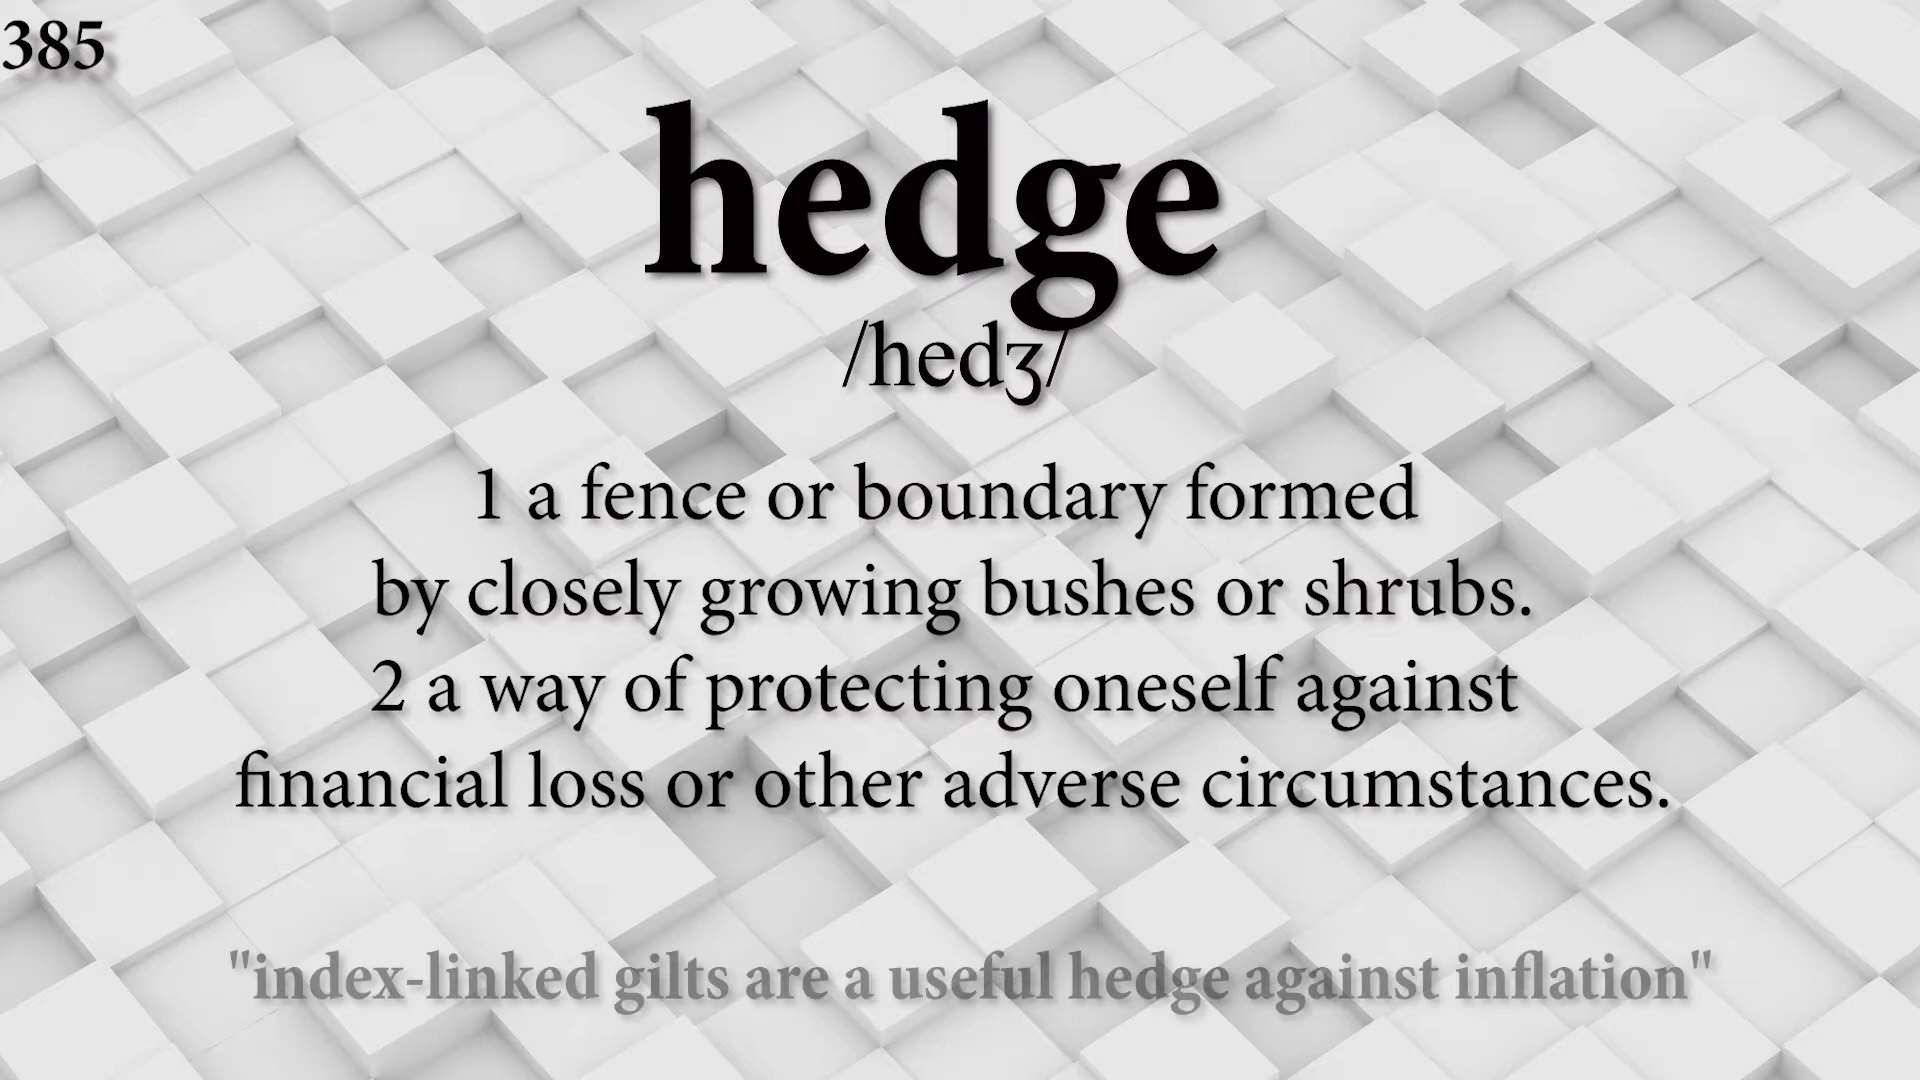 385
hedge
/hedʒ/
1 a fence or boundary formed
by closely growing bushes or shrubs.
2 a way of protecting oneself against
financial loss or other adverse circumstances.
"index-linked gilts are a useful hedge against inflation"